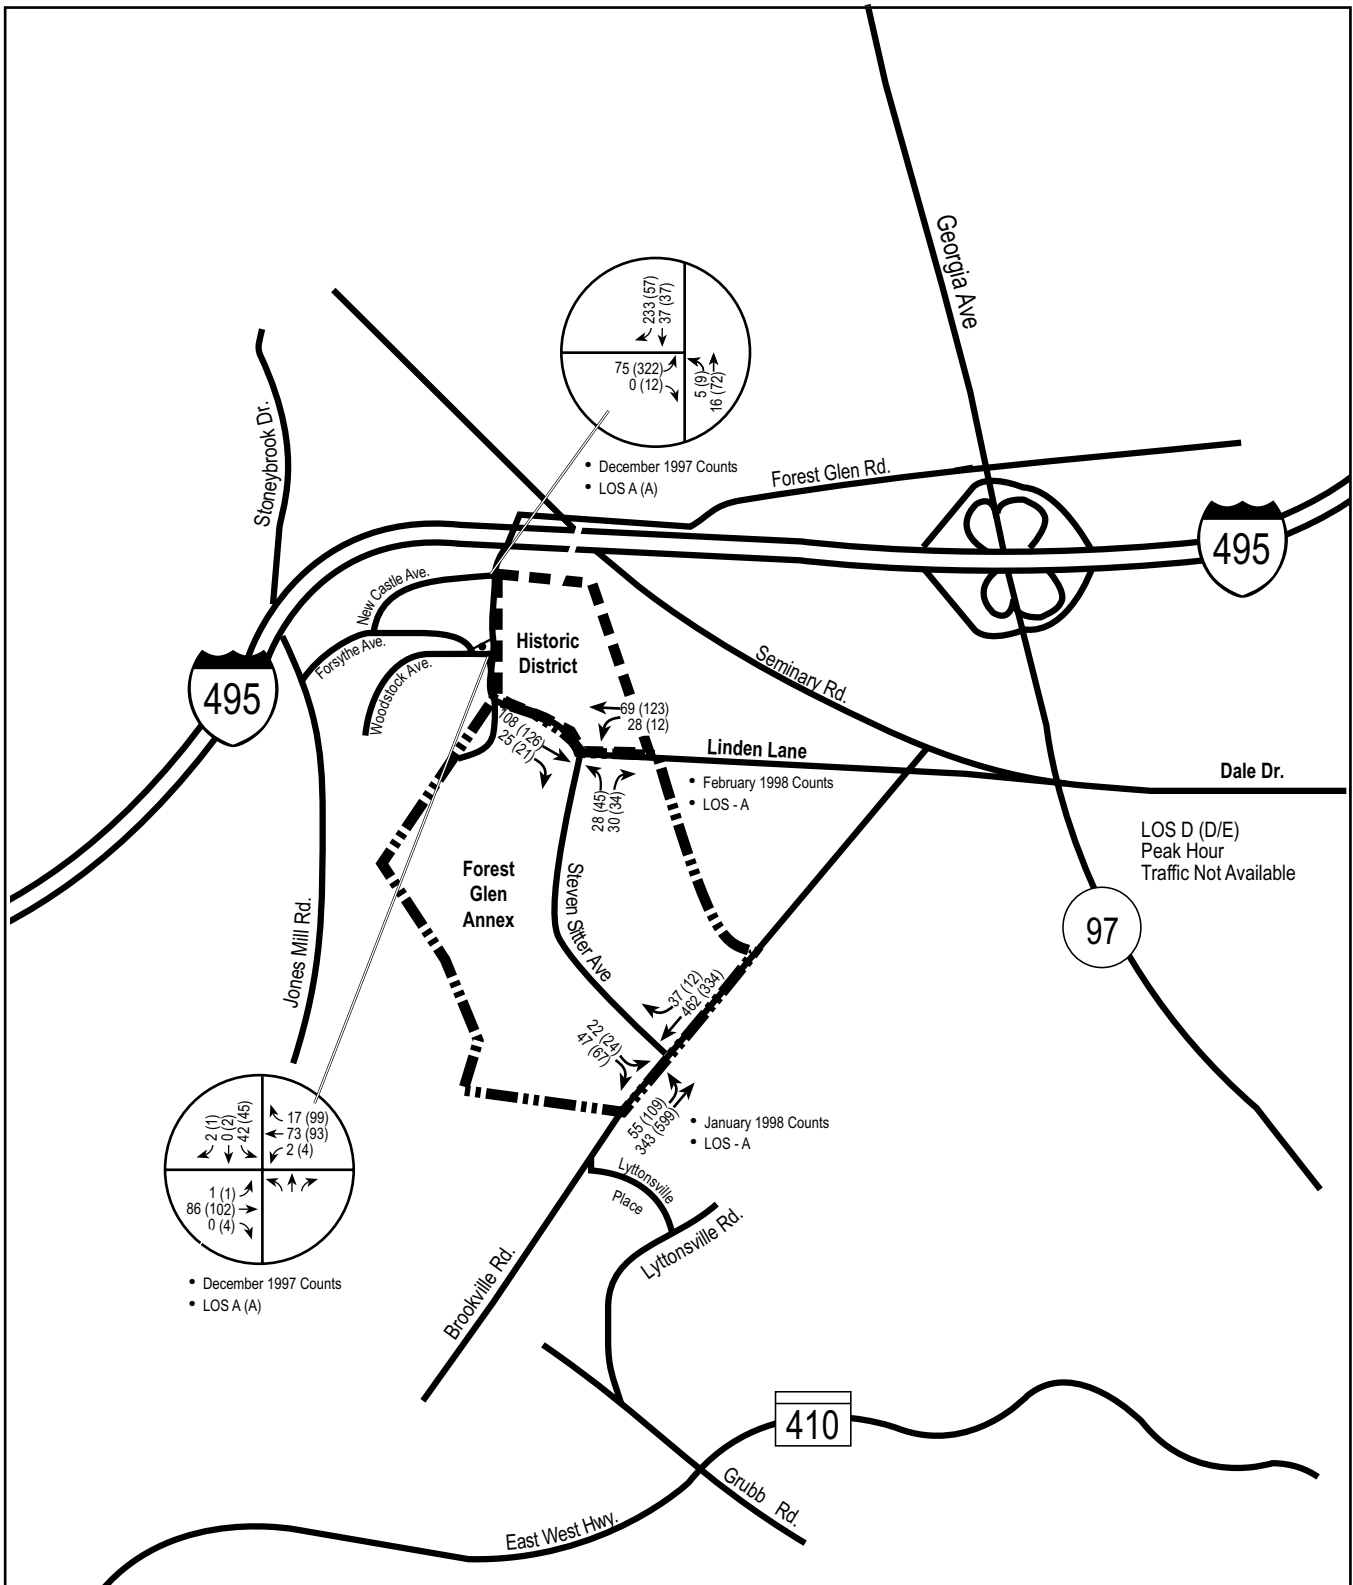 Georgia Ave
233 (57)
37 (37)
75 (322)
0 (12)
5 (9)
16 (72)
• December 1997 Counts
• LOS A (A)
Stoneybrook Dr.
Forest Glen Rd.
495
New Castle Ave.
Forsythe Ave.
Woodstock Ave.
Historic
District
Seminary Rd.
495
69 (123)
28 (12)
108 (126)
25 (21)
Linden Lane
Dale Dr.
• February 1998 Counts
• LOS - A
28 (45)
30 (34)
LOS D (D/E)
Peak Hour
Traffic Not Available
Forest
Glen
Annex
Steven Sitter Ave
97
Jones Mill Rd.
37 (12)
462 (334)
22 (24)
47 (67)
55 (109)
343 (599)
• January 1998 Counts
• LOS - A
2 (1)
0 (2)
42 (45)
17 (99)
73 (93)
2 (4)
1 (1)
86 (102)
0 (4)
• December 1997 Counts
• LOS A (A)
Lyttonsville
Place
Lyttonsville Rd.
Brookville Rd.
410
Grubb Rd.
East West Hwy.